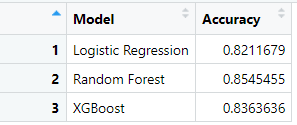 Model Accuracy
1 Logistic Regression 0.8211679
2 Random Forest 0.8545455
3 XGBoost 0.8363636